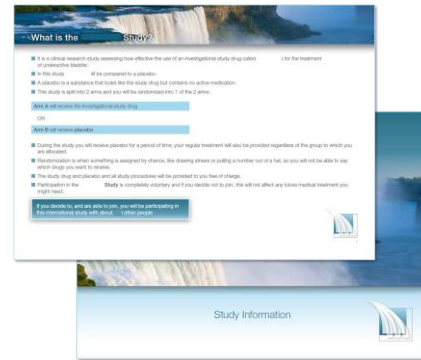 What is the Study?
It is a clinical research study assessing how effective the use of an investigational study drug called s for the treatment
of underactive bladder.
In this study, ill be compared to a placebo.
A placebo is a substance that looks like the study drug but contains no active medication.
This study is split into 2 arms and you will be randomised into 1 of the 2 arms:
Arm A will receive the investigational study drug
OR
Arm B will receive placebo
During the study you will receive placebo for a period of time; your regular treatment will also be provided regardless of the group to which you
are allocated.
Randomization is when something is assigned by chance, like drawing straws or pulling a number out of a hat, so you will not be able to say
which drugs you want to receive.
The study drug and placebo and all study procedures will be provided to you free of charge.
Participation in the Study is completely voluntary and if you decide not to join, this will not affect any future medical treatment you
might need.
If you decide to, and are able to join, you will be participating in
this international study with about other people.
Study Information